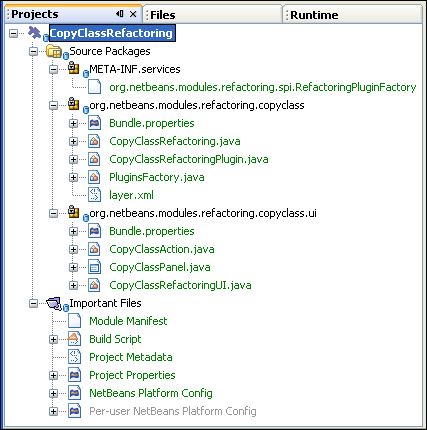 Projects
Files
Runtime
CopyClassRefactoring
Source Packages
META-INF.services
org.netbeans.modules.refactoring.spi.RefactoringPluginFactory
org.netbeans.modules.refactoring.copyclass
Bundle.properties
CopyClassRefactoring.java
CopyClassRefactoringPlugin.java
PluginsFactory.java
layer.xml
org.netbeans.modules.refactoring.copyclass.ui
Bundle.properties
CopyClassAction.java
CopyClassPanel.java
CopyClassRefactoringUI.java
Important Files
Module Manifest
Build Script
Project Metadata
Project Properties
NetBeans Platform Config
Per-user NetBeans Platform Config